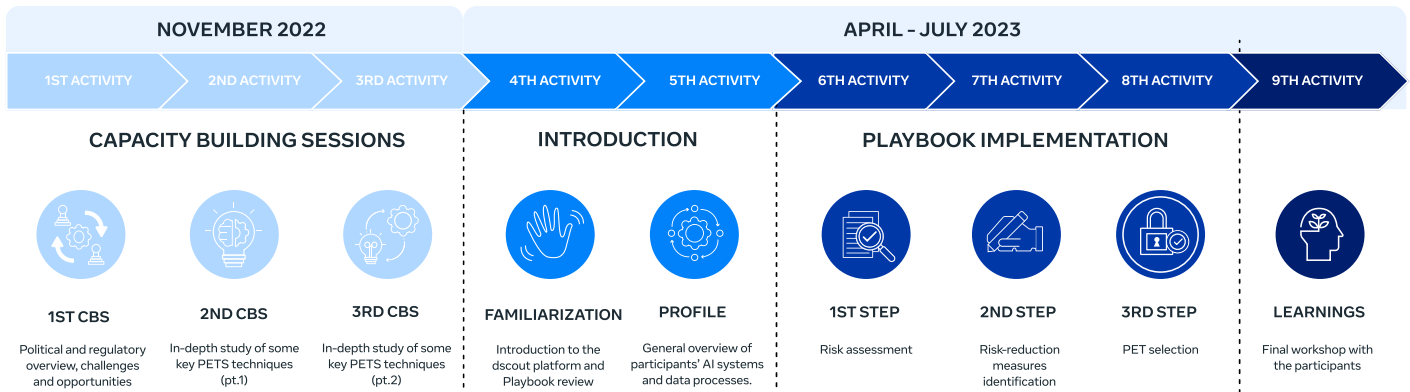 NOVEMBER 2022
APRIL - JULY 2023
1ST ACTIVITY
2ND ACTIVITY
3RD ACTIVITY
4TH ACTIVITY
5TH ACTIVITY
6TH ACTIVITY
7TH ACTIVITY
8TH ACTIVITY
9TH ACTIVITY
CAPACITY BUILDING SESSIONS
INTRODUCTION
PLAYBOOK IMPLEMENTATION
1ST CBS
Political and regulatory
overview, challenges
and opportunities
2ND CBS
In-depth study of some
key PETS techniques
(pt.1)
3RD CBS
In-depth study of some
key PETS techniques
(pt.2)
FAMILIARIZATION
Introduction to the
dscout platform and
Playbook review
PROFILE
General overview of
participants' AI systems
and data processes.
1ST STEP
Risk assessment
2ND STEP
Risk-reduction
measures
identification
3RD STEP
PET selection
LEARNINGS
Final workshop with
the participants